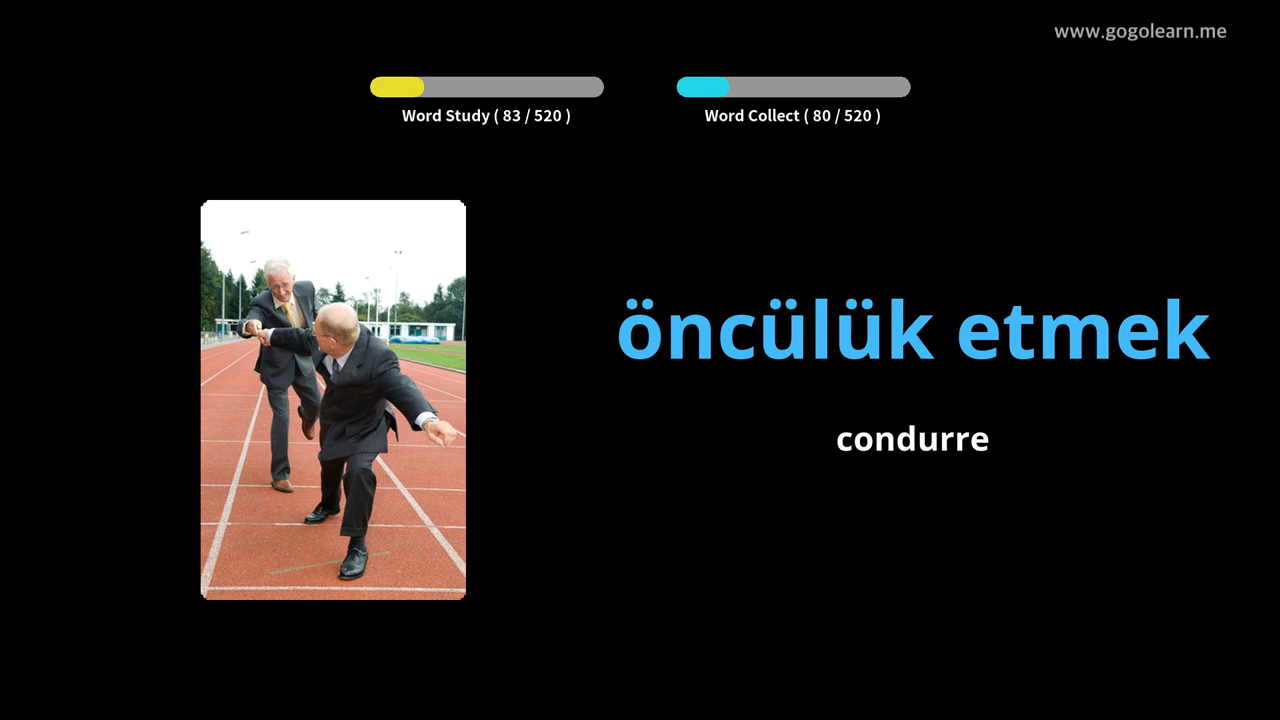 www.gogolearn.me
Word Study ( 83 / 520 )
Word Collect ( 80 / 520 )
öncülük etmek
condurre